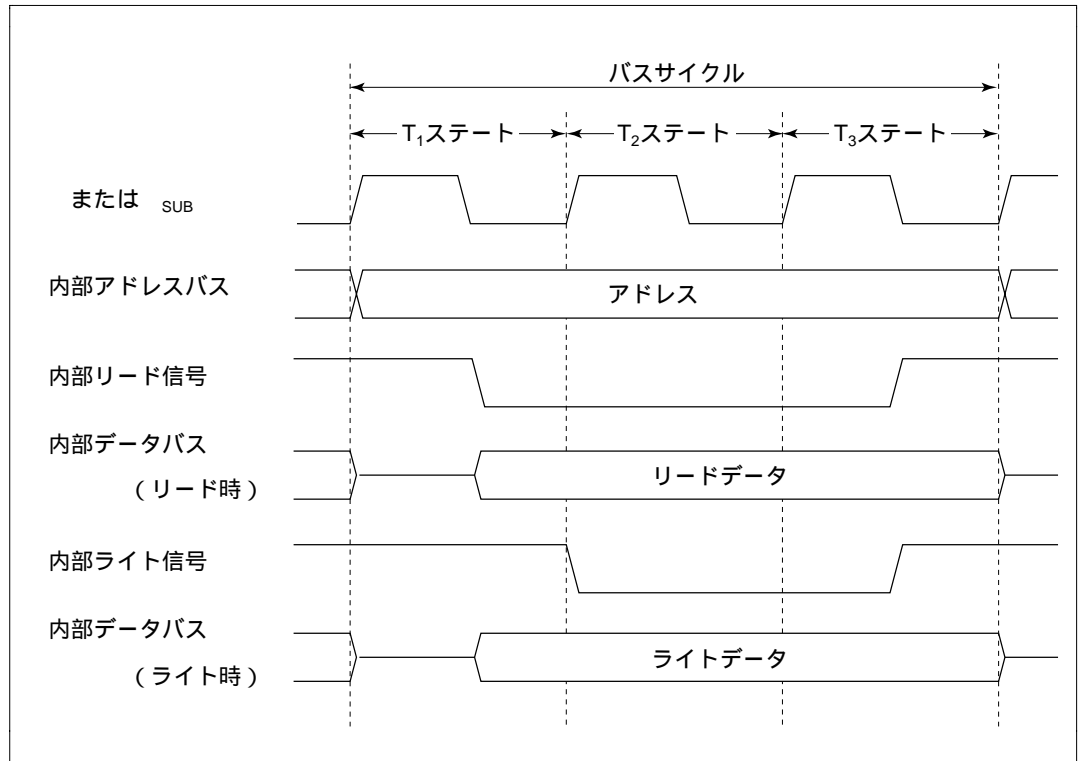 バスサイクル
T₁ステート T₂ステート T₃ステート
または SUB
内部アドレスバス アドレス
内部リード信号
内部データバス
（リード時） リードデータ
内部ライト信号
内部データバス
（ライト時） ライトデータ